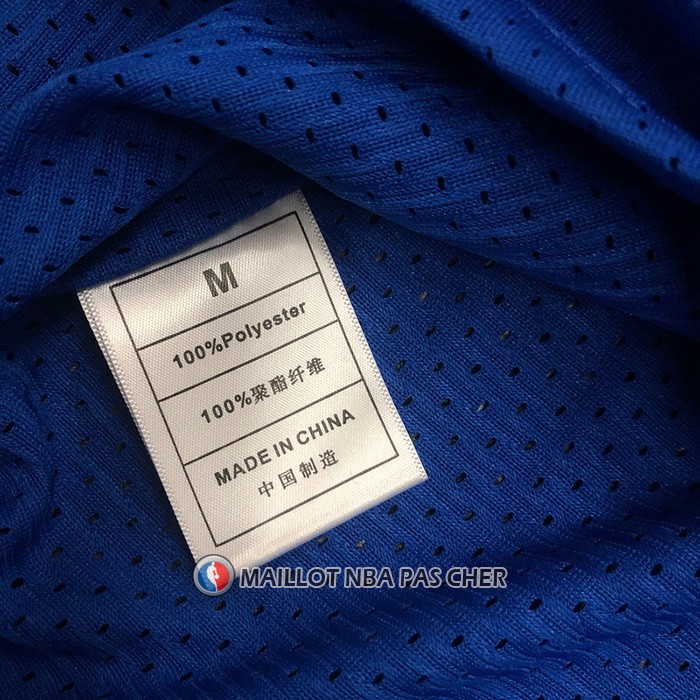 M
100%Polyester
100%聚酯纤维
MADE IN CHINA
中国制造
MAILLOT NBA PAS CHER